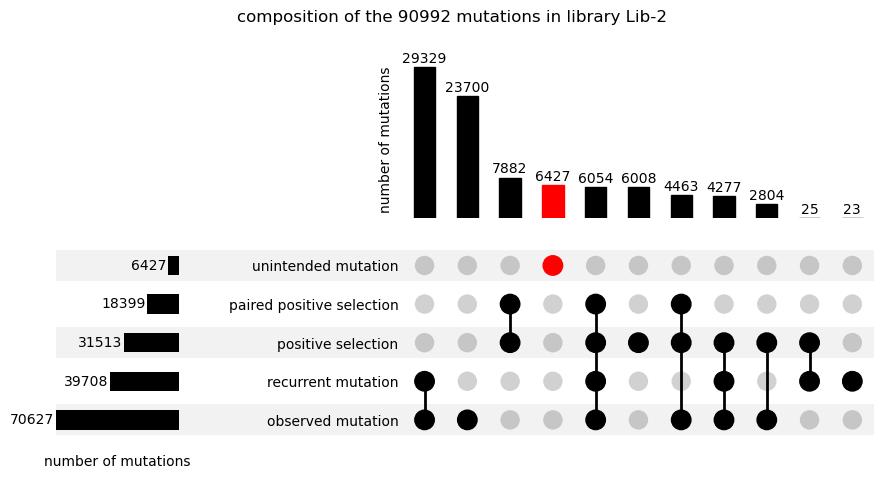 composition of the 90992 mutations in library Lib-2
number of mutations
29329
23700
7882
6427
6054
6008
4463
4277
2804
25
23
6427
unintended mutation
18399
paired positive selection
31513
positive selection
39708
recurrent mutation
70627
observed mutation
number of mutations